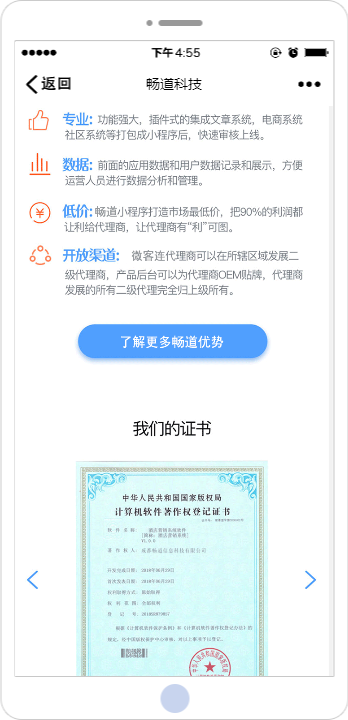 下午 4:55
返回
畅道科技
专业: 功能强大，插件式的集成文章系统，电商系统
社区系统等打包成小程序后，快速审核上线。
数据: 前面的应用数据和用户数据记录和展示，方便
运营人员进行数据分析和管理。
低价: 畅道小程序打造市场最低价，把90%的利润都
让利给代理商，让代理商有“利”可图。
开放渠道: 微客连代理商可以在所辖区域发展二
级代理商，产品后台可以为代理商OEM贴牌，代理商
发展的所有二级代理完全归上级所有。
了解更多畅道优势
我们的证书
中华人民共和国国家版权局
计算机软件著作权登记证书